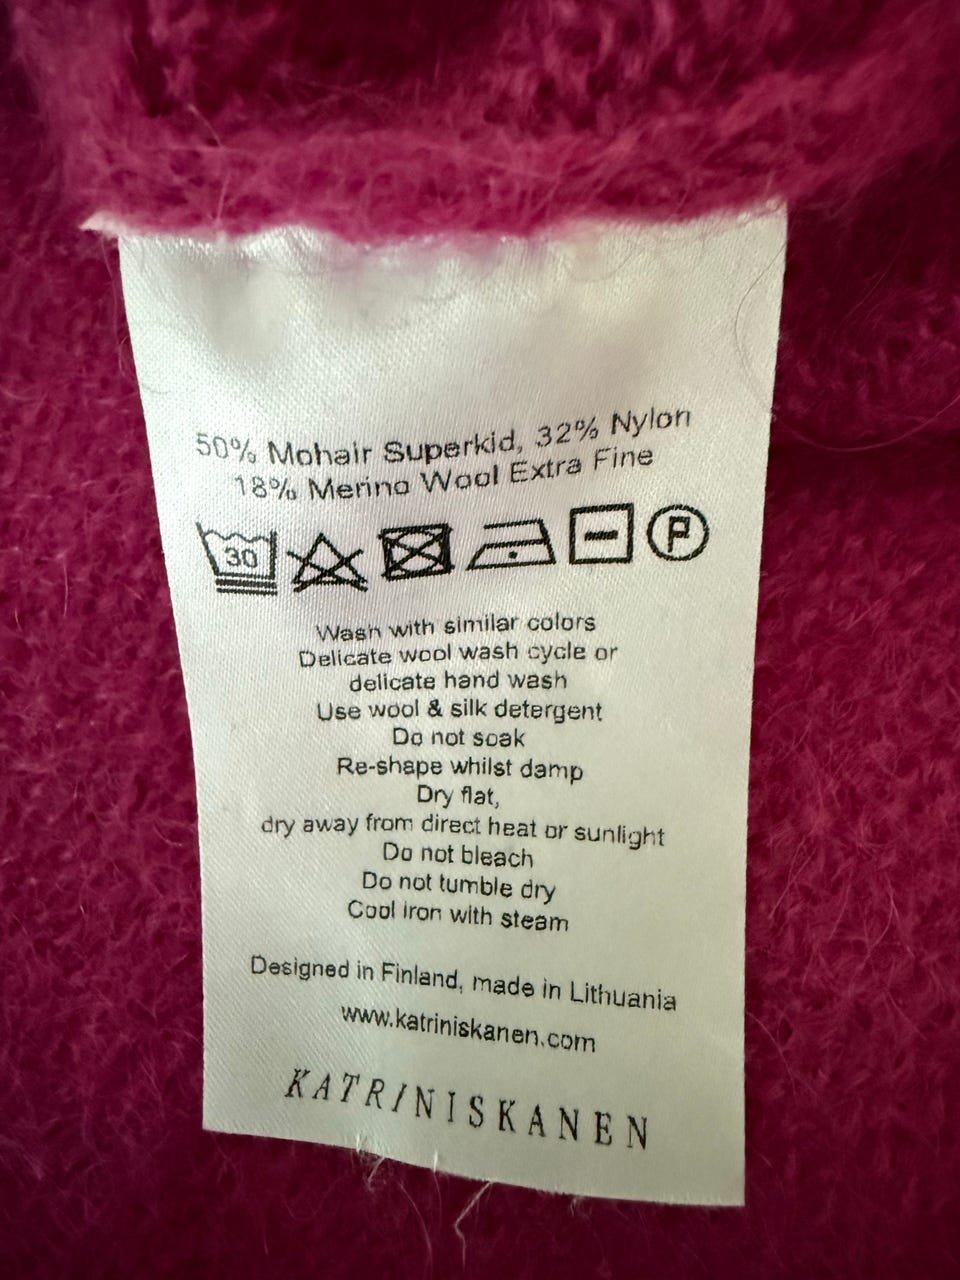 50% Mohair Superkid, 32% Nylon
18% Merino Wool Extra Fine
30 P
Wash with similar colors
Delicate wool wash cycle or
delicate hand wash
Use wool & silk detergent
Do not soak
Re-shape whilst damp
Dry flat,
dry away from direct heat or sunlight
Do not bleach
Do not tumble dry
Cool iron with steam
Designed in Finland, made in Lithuania
www.katriniskanen.com
KATRINISKANEN